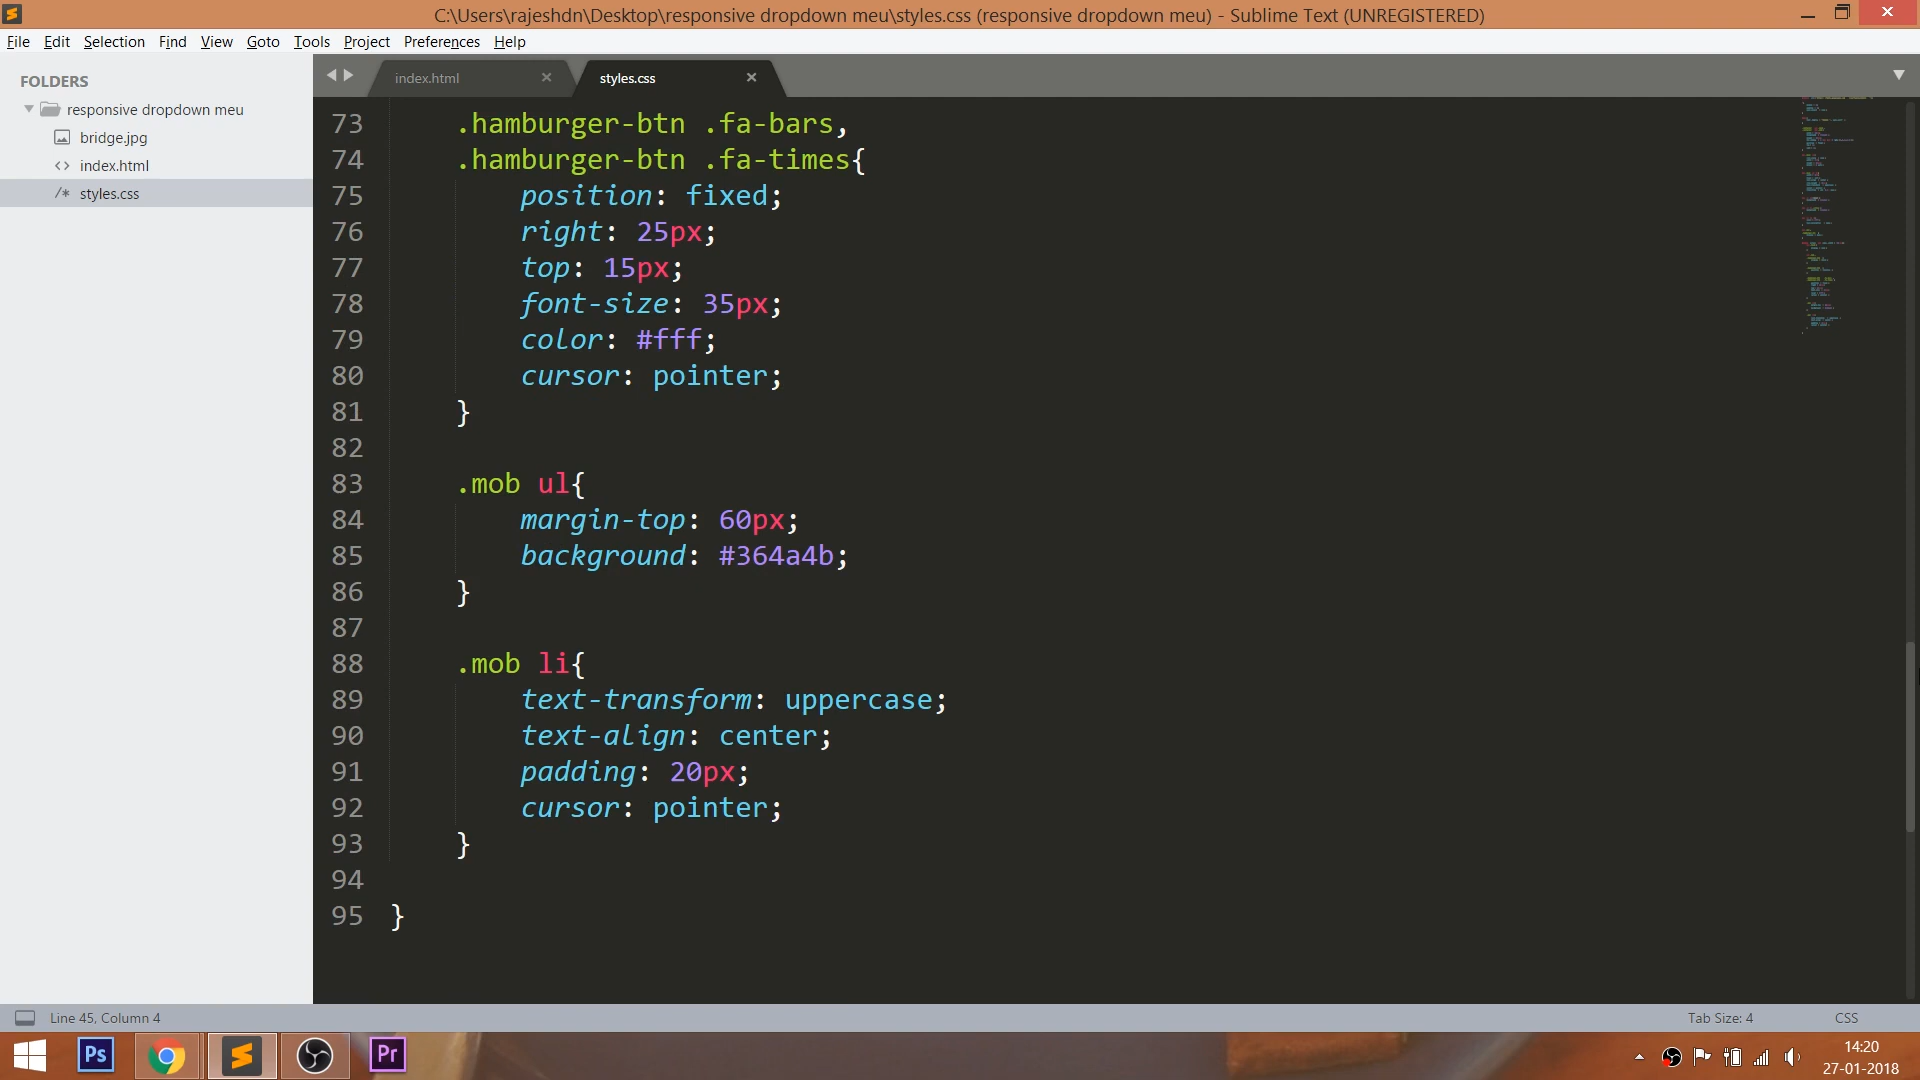 C:\Users\rajeshdn\Desktop\responsive dropdown meu\styles.css (responsive dropdown meu) - Sublime Text (UNREGISTERED)
File Edit Selection Find View Goto Tools Project Preferences Help
FOLDERS
responsive dropdown meu
bridge.jpg
<> index.html
/* styles.css
index.html × styles.css ×
73 .hamburger-btn .fa-bars,
74 .hamburger-btn .fa-times{
75 position: fixed;
76 right: 25px;
77 top: 15px;
78 font-size: 35px;
79 color: #fff;
80 cursor: pointer;
81 }
82
83 .mob ul{
84 margin-top: 60px;
85 background: #364a4b;
86 }
87
88 .mob li{
89 text-transform: uppercase;
90 text-align: center;
91 padding: 20px;
92 cursor: pointer;
93 }
94
95 }
Line 45, Column 4
Tab Size: 4 CSS
Ps Pr
14:20
27-01-2018